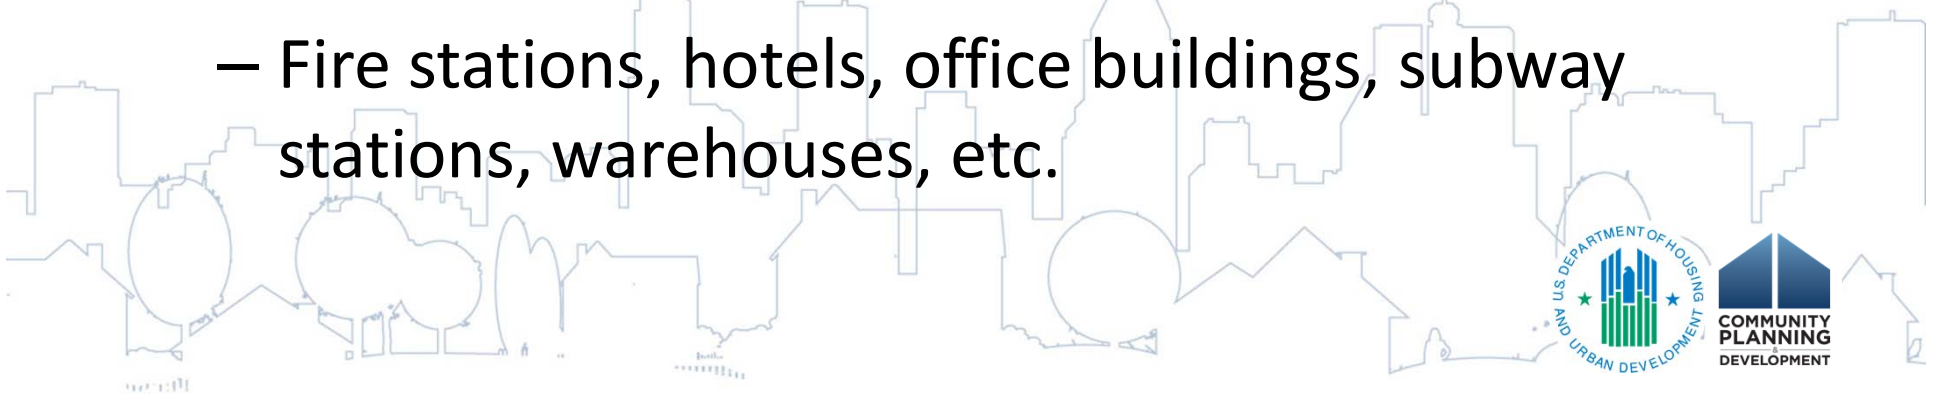 – Fire stations, hotels, office buildings, subway
stations, warehouses, etc.
U.S. DEPARTMENT OF HOUSING
AND URBAN DEVELOPMENT
COMMUNITY
PLANNING
&
DEVELOPMENT